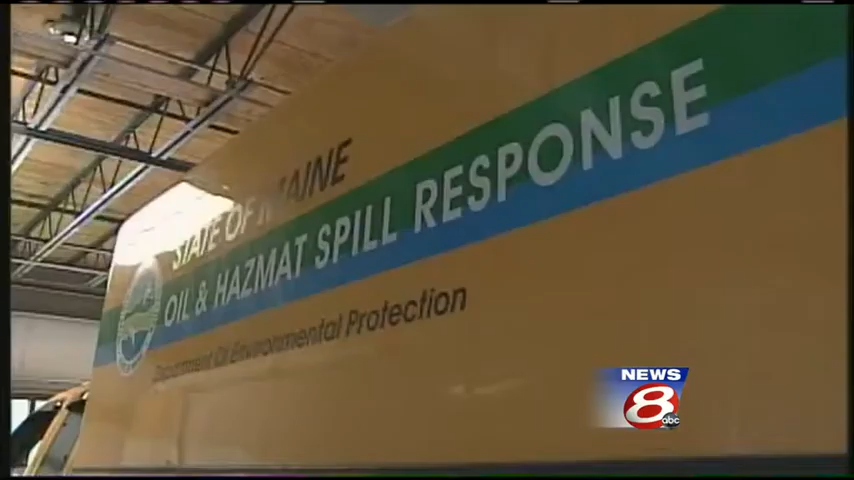 STATE OF MAINE
OIL & HAZMAT SPILL RESPONSE
Department Of Environmental Protection
NEWS
8
abc